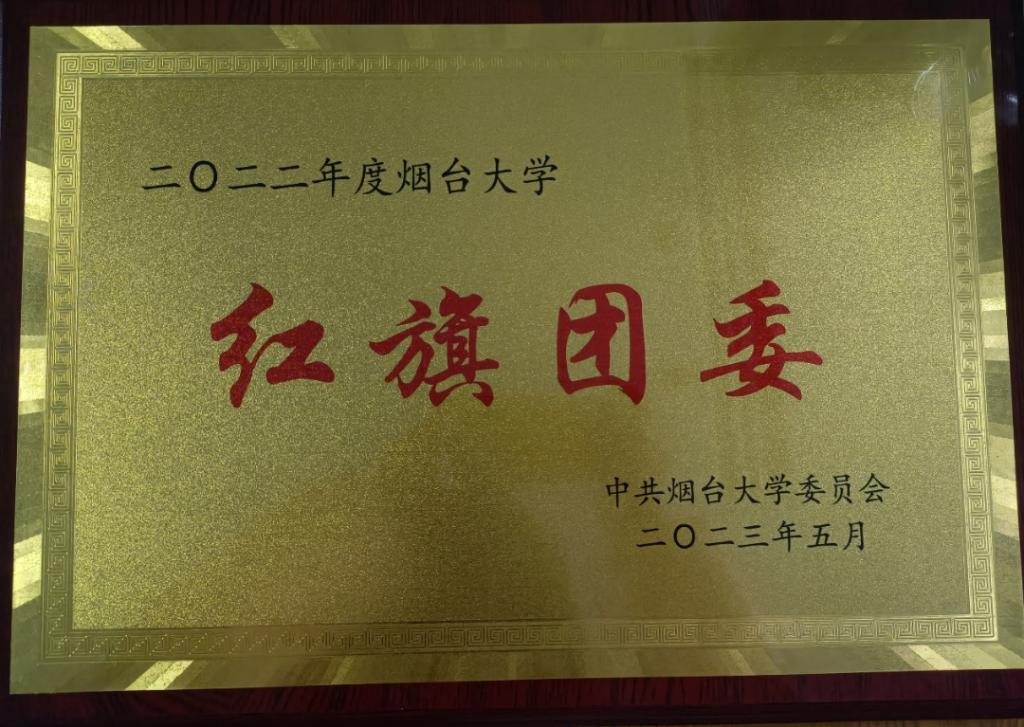 二〇二二年度烟台大学
红旗团委
中共烟台大学委员会
二〇二三年五月